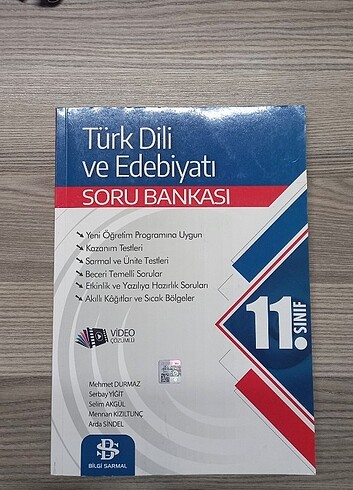 Türk Dili
ve Edebiyatı
SORU BANKASI
Yeni Öğretim Programına Uygun
Kazanım Testleri
Sarmal ve Ünite Testleri
Beceri Temelli Sorular
Etkinlik ve Yazılıya Hazırlık Soruları
Akıllı Kâğıtlar ve Sıcak Bölgeler
11.SINIF
VİDEO
ÇÖZÜMLÜ
Mehmet DURMAZ
Serbay YİĞİT
Selim AKGÜL
Mennan KIZILTUNÇ
Arda SİNDEL
BİLGİ SARMAL